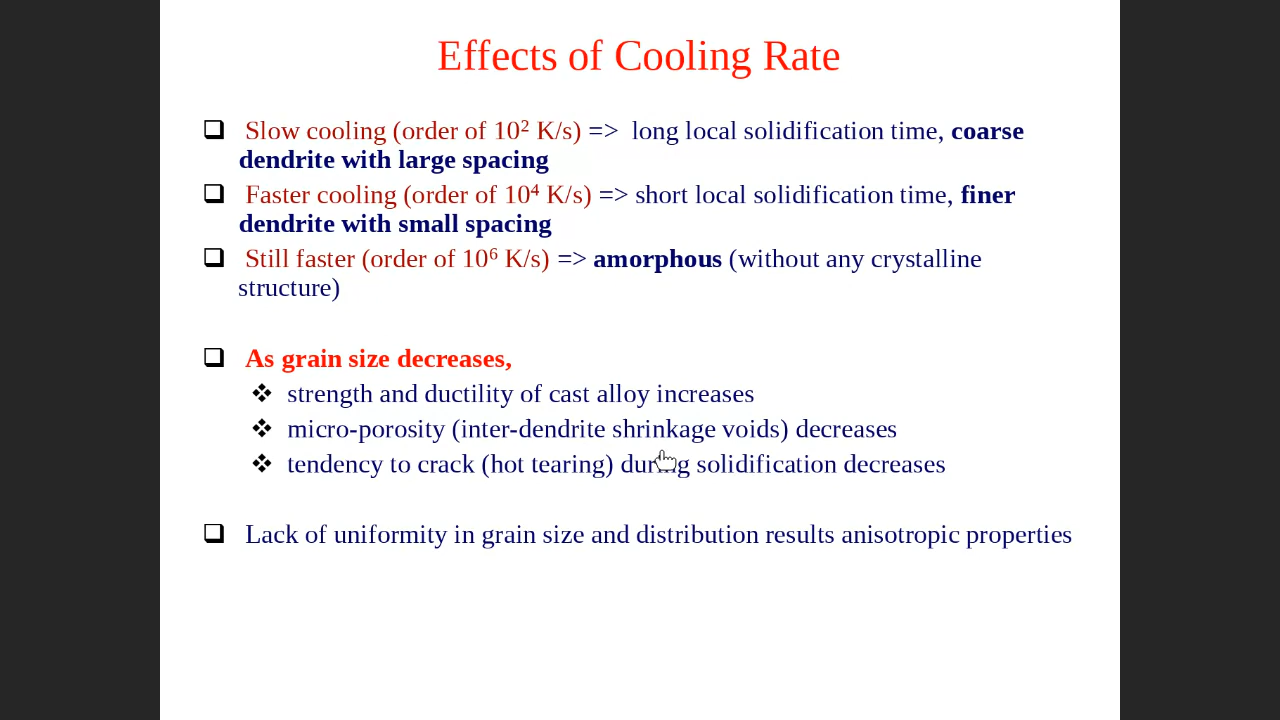 Effects of Cooling Rate
Slow cooling (order of 10² K/s) => long local solidification time, coarse
dendrite with large spacing
Faster cooling (order of 10⁴ K/s) => short local solidification time, finer
dendrite with small spacing
Still faster (order of 10⁶ K/s) => amorphous (without any crystalline
structure)
As grain size decreases,
strength and ductility of cast alloy increases
micro-porosity (inter-dendrite shrinkage voids) decreases
tendency to crack (hot tearing) during solidification decreases
Lack of uniformity in grain size and distribution results anisotropic properties